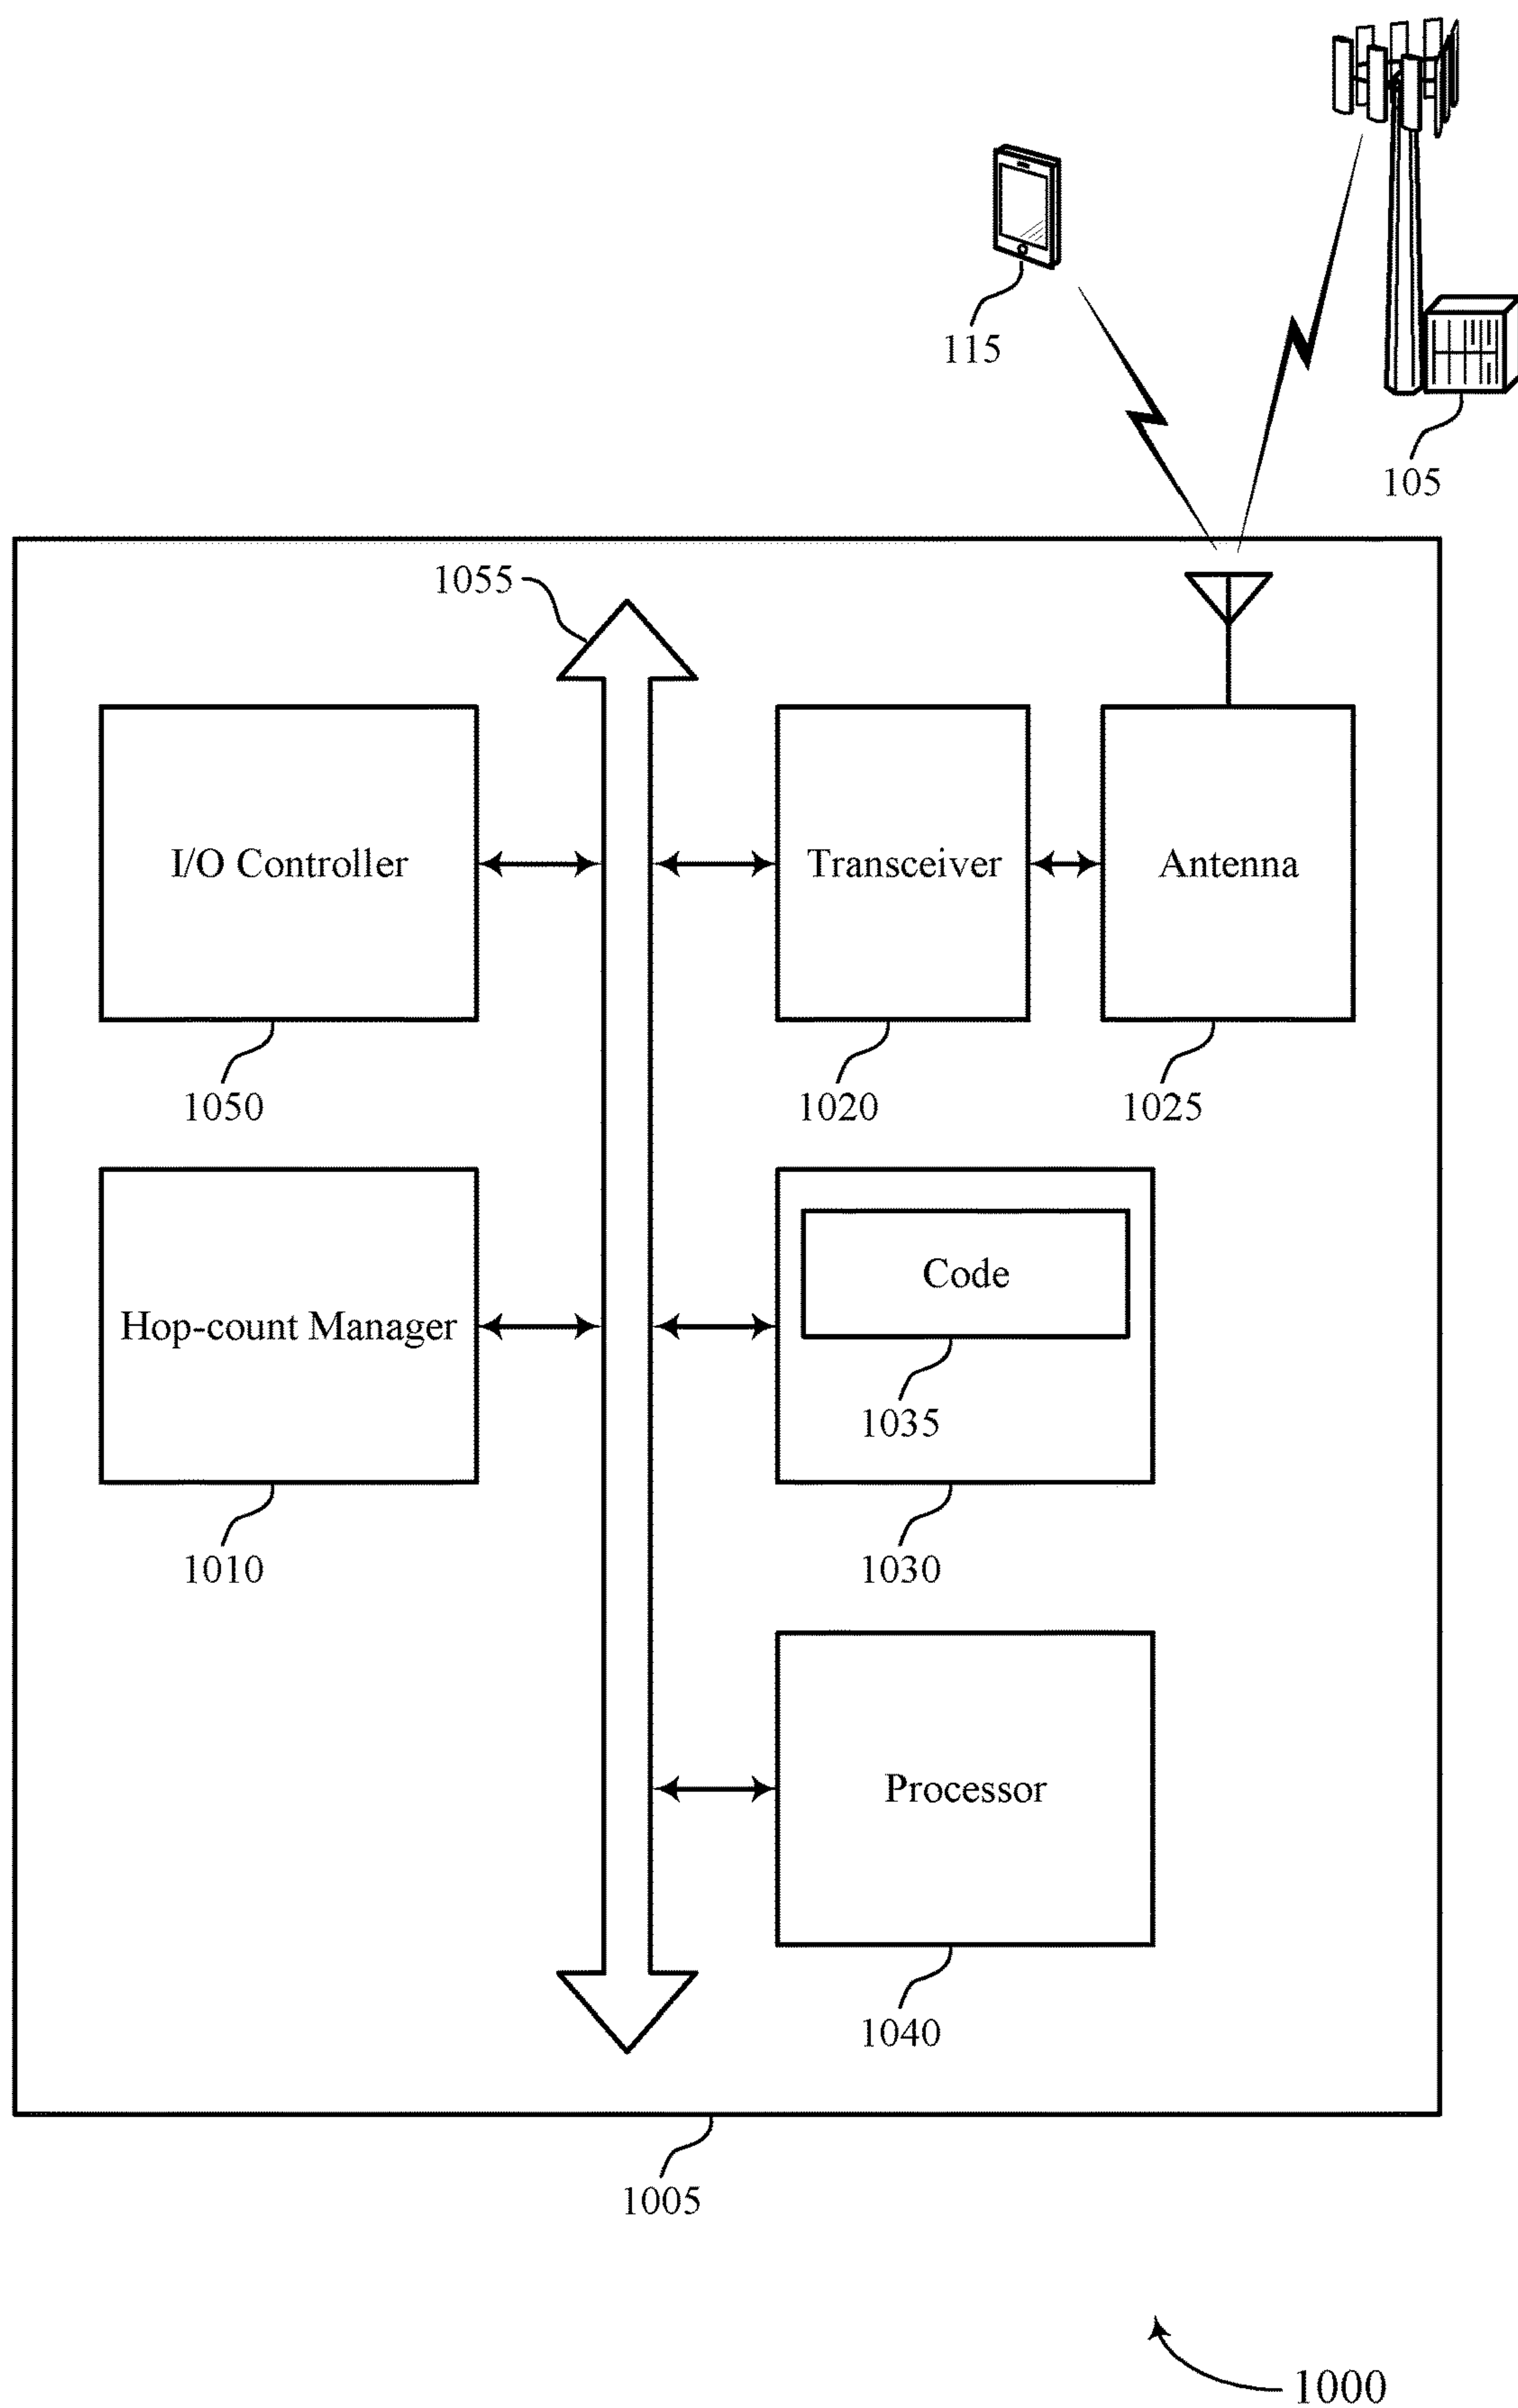 115
105
1055
I/O Controller
Transceiver
Antenna
1050
1020
1025
Hop-count Manager
Code
1035
1010
1030
Processor
1040
1005
1000